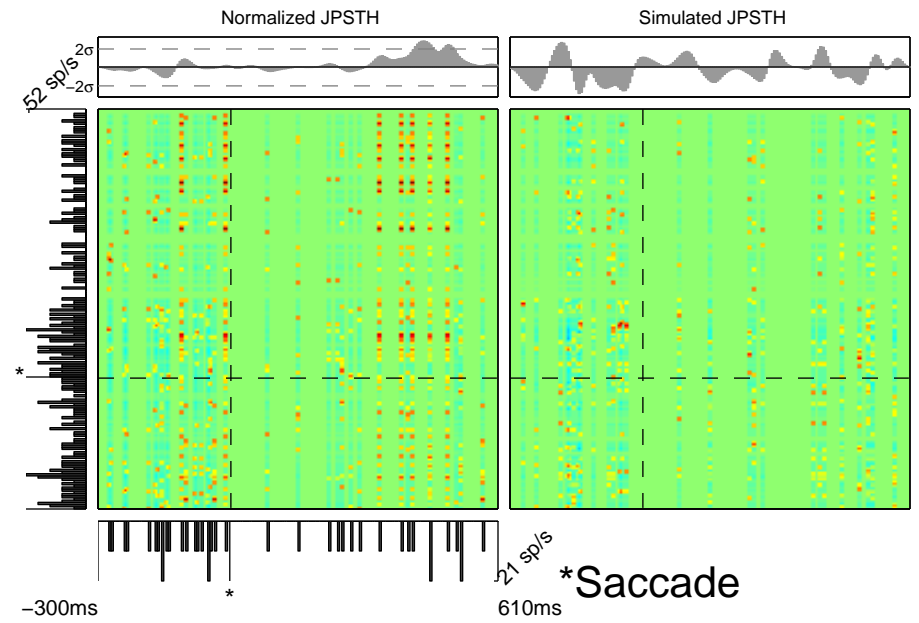 Normalized JPSTH
Simulated JPSTH
2σ
−2σ
52 sp/s
*
*
21 sp/s
*Saccade
−300ms
610ms